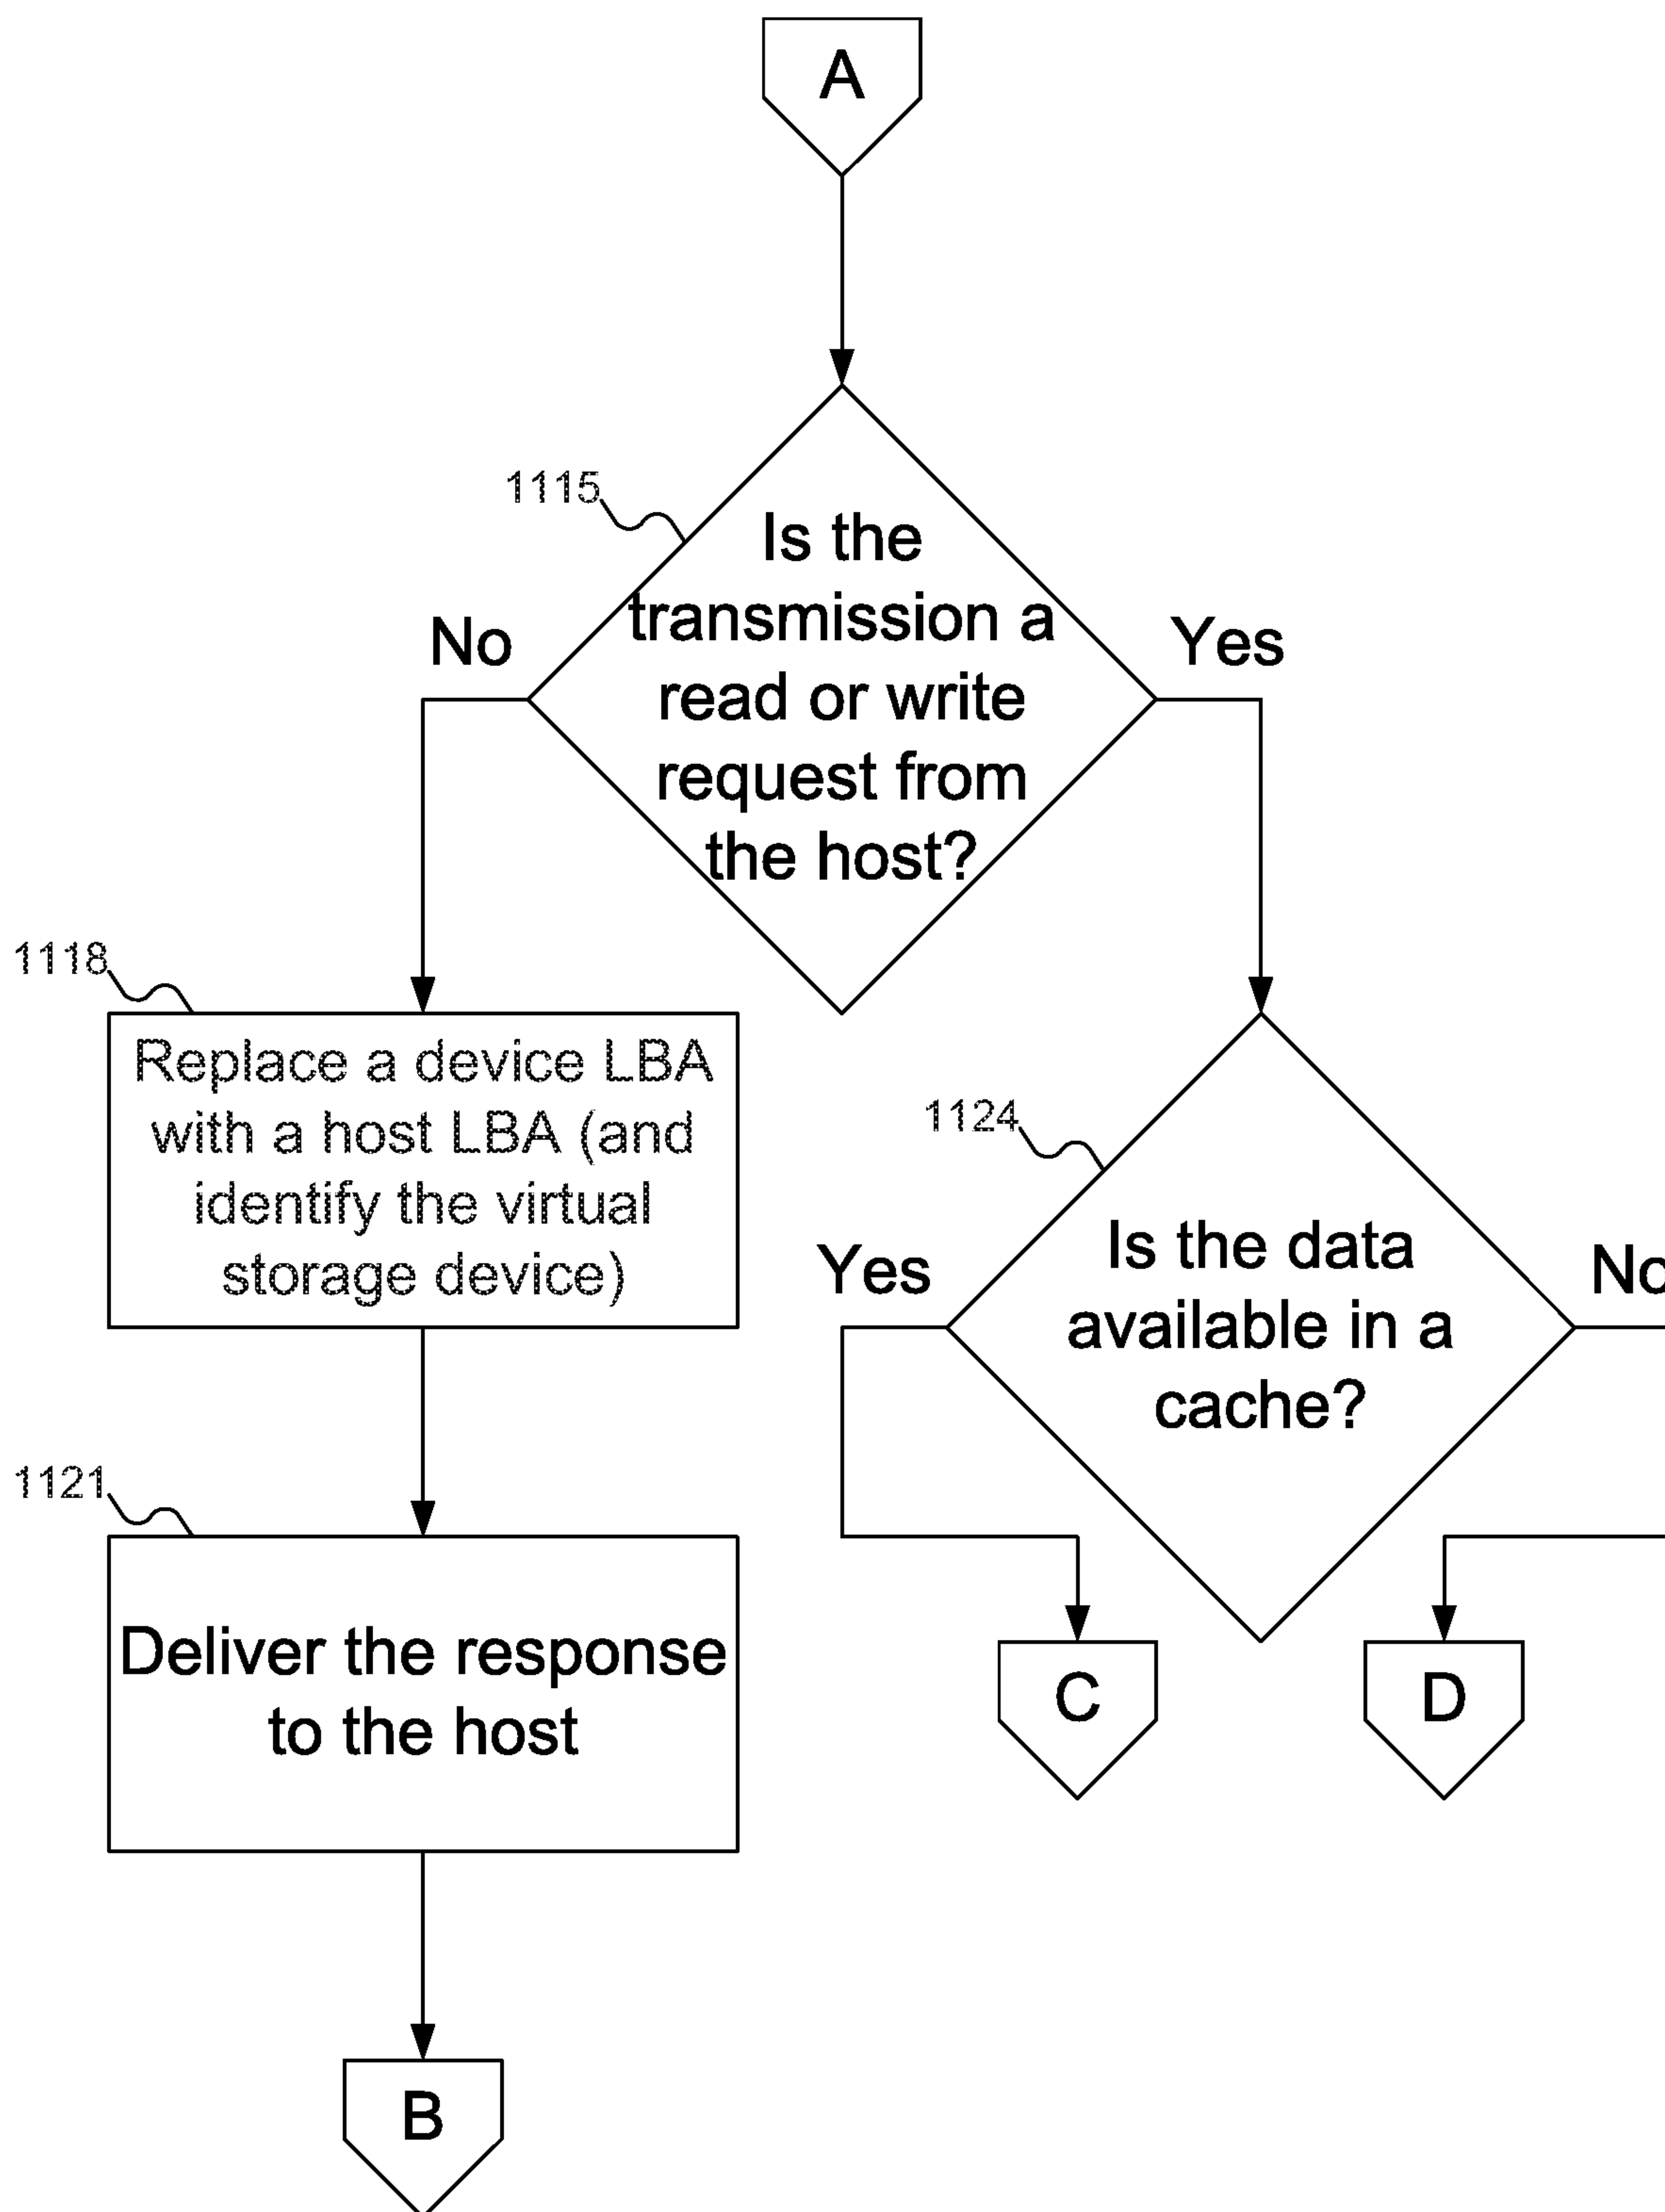 A
1115
Is the
transmission a
read or write
request from
the host?
No
Yes
1118
Replace a device LBA
with a host LBA (and
identify the virtual
storage device)
1124
Is the data
available in a
cache?
Yes
No
1121
Deliver the response
to the host
C
D
B